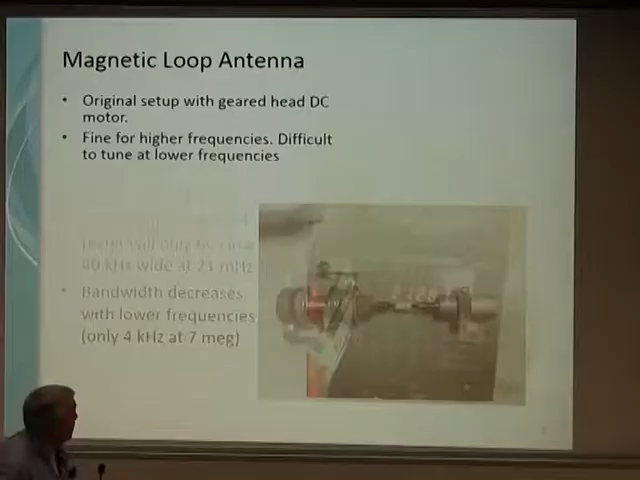 Magnetic Loop Antenna
• Original setup with geared head DC
motor.
• Fine for higher frequencies. Difficult
to tune at lower frequencies
40 kHz wide at 21 mHz
• Bandwidth decreases
with lower frequencies
(only 4 kHz at 7 meg)